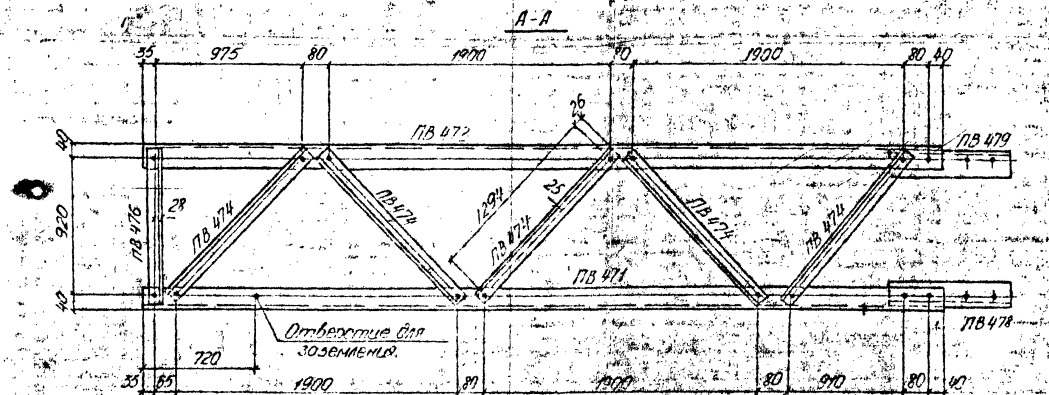 А-А
35 975 80 1900 80 1900 80 40
26
ПВ 472
ПВ 479
40
920
40
ПВ 476
28
ПВ 474
ПВ 474
1294
25
ПВ 474
ПВ 474
ПВ 474
ПВ 471
ПВ 478
Отверстие для
заземления.
720
35 65 1900 80 1900 80 970 80 40